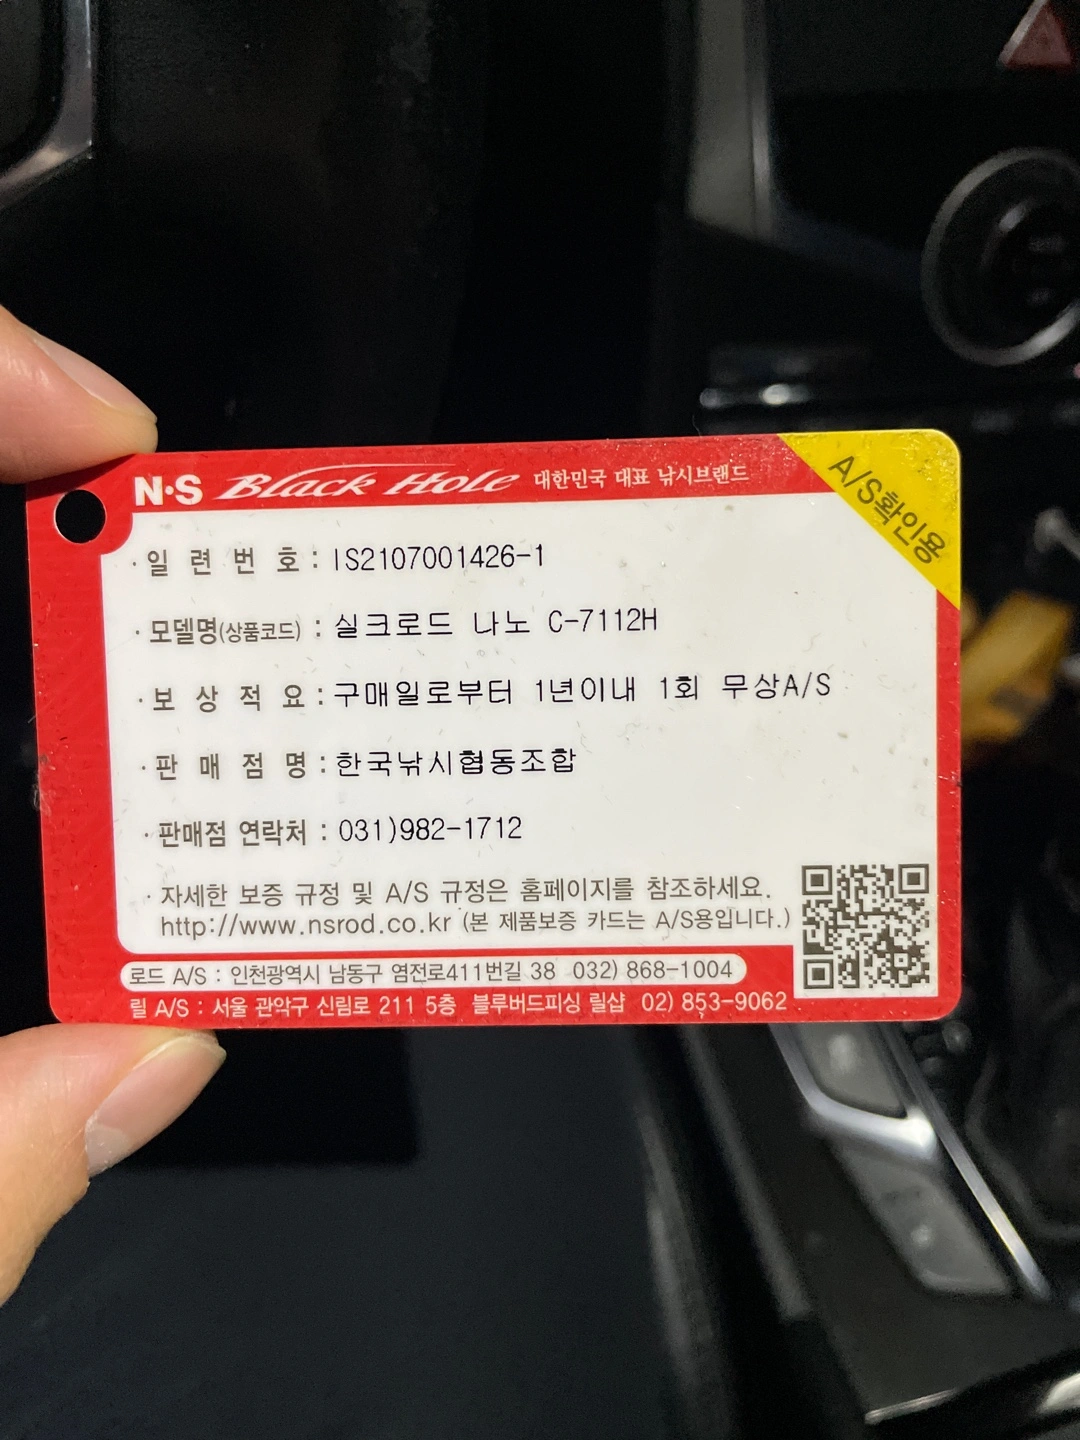 N·S Black Hole 대한민국 대표 낚시브랜드
A/S확인용
· 일 련 번 호 : IS2107001426-1
· 모델명(상품코드) : 실크로드 나노 C-7112H
· 보 상 적 요 : 구매일로부터 1년이내 1회 무상A/S
· 판 매 점 명 : 한국낚시협동조합
· 판매점 연락처 : 031)982-1712
· 자세한 보증 규정 및 A/S 규정은 홈페이지를 참조하세요.
http://www.nsrod.co.kr (본 제품보증 카드는 A/S용입니다.)
로드 A/S : 인천광역시 남동구 염전로411번길 38 032) 868-1004
릴 A/S : 서울 관악구 신림로 211 5층 블루버드피싱 릴샵 02) 853-9062